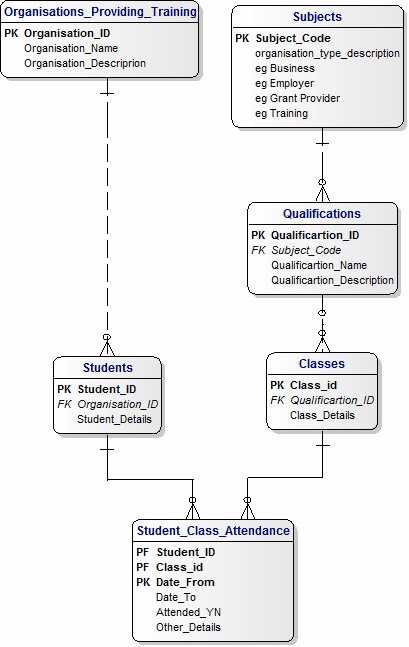 Organisations_Providing_Training
PK Organisation_ID
Organisation_Name
Organisation_Descriprion
Subjects
PK Subject_Code
organisation_type_description
eg Business
eg Employer
eg Grant Provider
eg Training
Qualifications
PK Qualificartion_ID
FK Subject_Code
Qualificartion_Name
Qualificartion_Description
Students
PK Student_ID
FK Organisation_ID
Student_Details
Classes
PK Class_id
FK Qualificartion_ID
Class_Details
Student_Class_Attendance
PF Student_ID
PF Class_id
PK Date_From
Date_To
Attended_YN
Other_Details